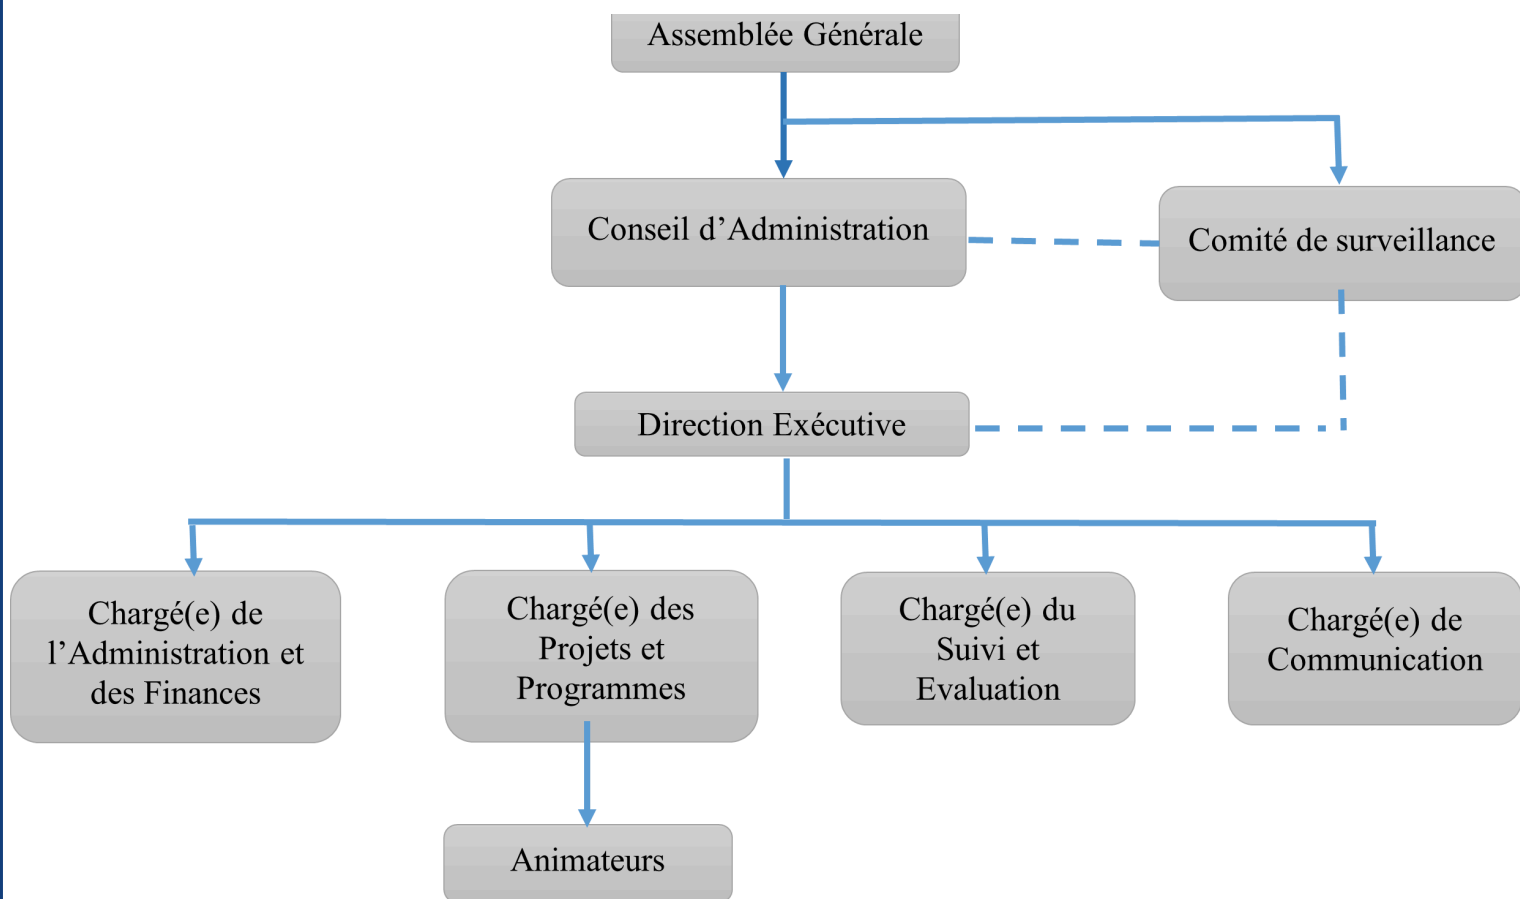 Assemblée Générale
Conseil d’Administration
Comité de surveillance
Direction Exécutive
Chargé(e) de
l’Administration et
des Finances
Chargé(e) des
Projets et
Programmes
Chargé(e) du
Suivi et
Evaluation
Chargé(e) de
Communication
Animateurs